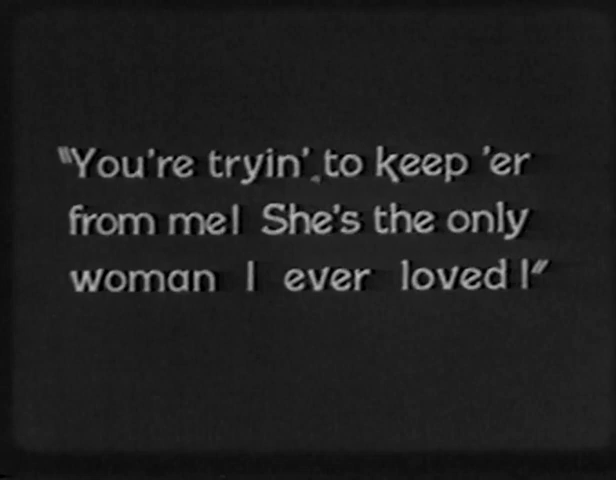 "You're tryin' to keep 'er
from me! She's the only
woman I ever loved!"